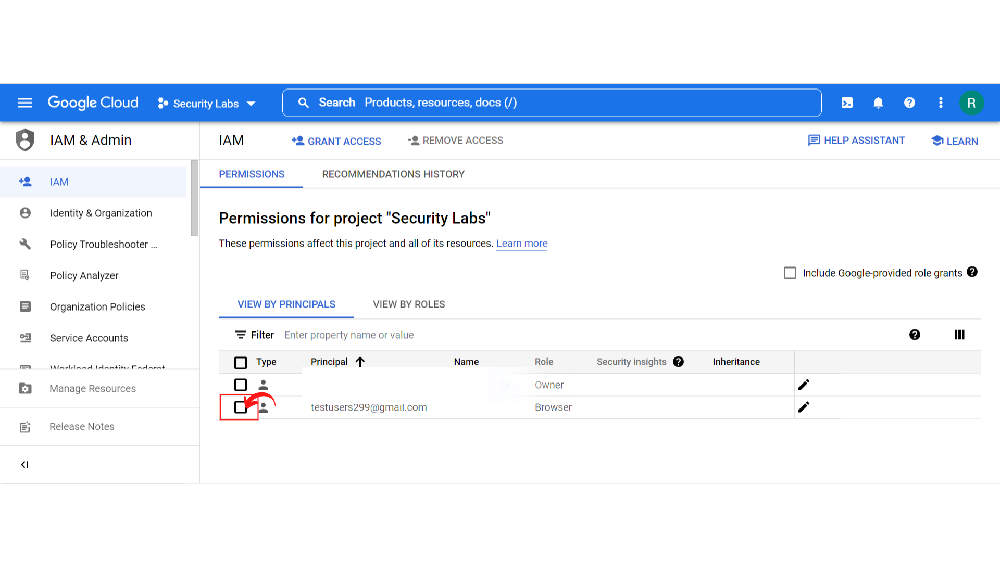 Google Cloud
Security Labs
Search Products, resources, docs (/)
R
IAM & Admin
IAM
GRANT ACCESS
REMOVE ACCESS
HELP ASSISTANT
LEARN
IAM
Identity & Organization
Policy Troubleshooter ...
Policy Analyzer
Organization Policies
Service Accounts
Workload Identity Federat
Manage Resources
Release Notes
PERMISSIONS
RECOMMENDATIONS HISTORY
Permissions for project "Security Labs"
These permissions affect this project and all of its resources. Learn more
Include Google-provided role grants
VIEW BY PRINCIPALS
VIEW BY ROLES
Filter Enter property name or value
Type Principal Name Role Security insights Inheritance
Owner
testusers299@gmail.com Browser